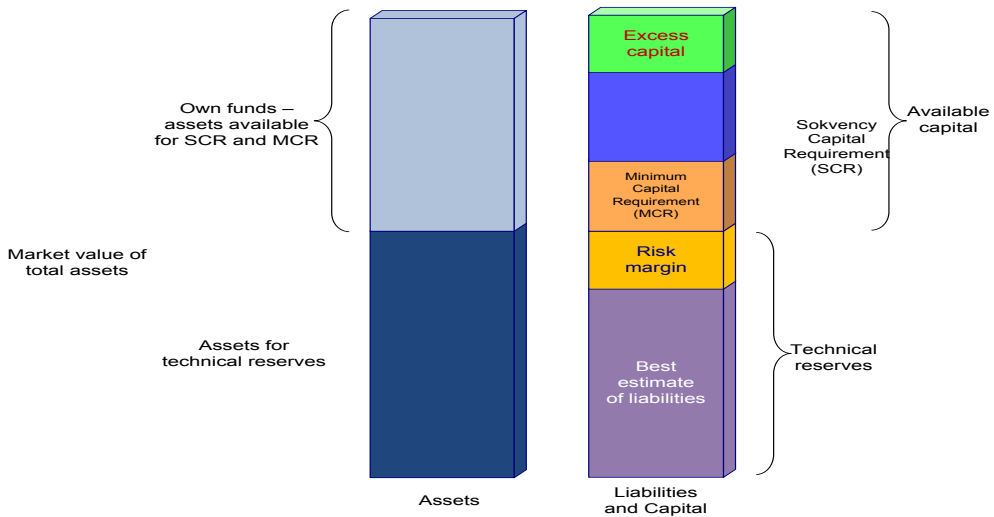 Own funds –
assets available
for SCR and MCR
Market value of
total assets
Assets for
technical reserves
Assets
Excess
capital
Minimum
Capital
Requirement
(MCR)
Risk
margin
Best
estimate
of liabilities
Liabilities
and Capital
Sokvency
Capital
Requirement
(SCR)
Available
capital
Technical
reserves